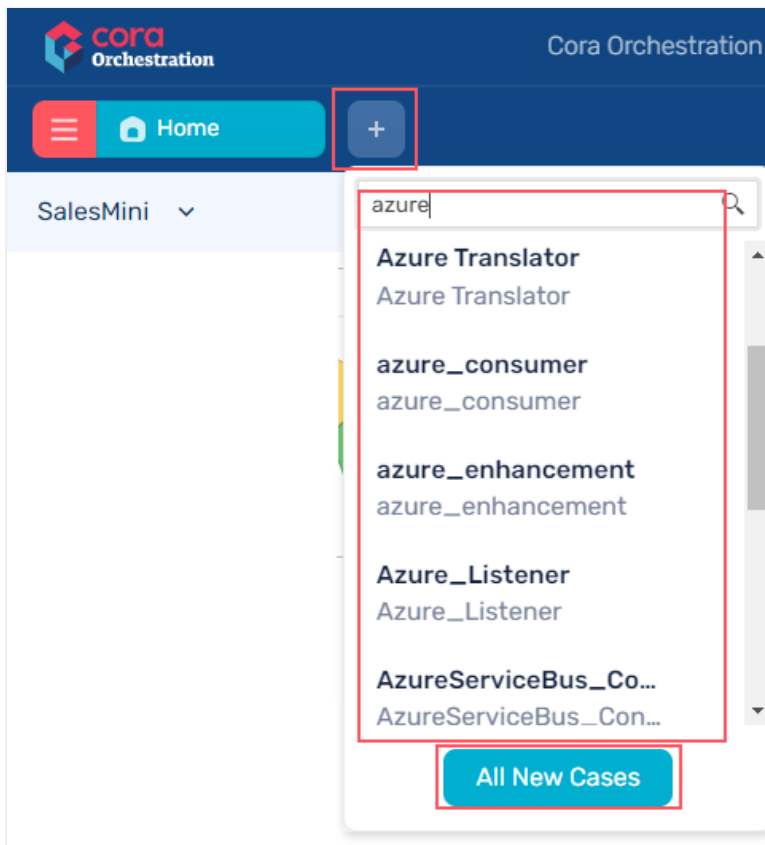 cora
Orchestration
Cora Orchestration
Home
+
SalesMini
azure
Azure Translator
Azure Translator
azure_consumer
azure_consumer
azure_enhancement
azure_enhancement
Azure_Listener
Azure_Listener
AzureServiceBus_Co...
AzureServiceBus_Con...
All New Cases